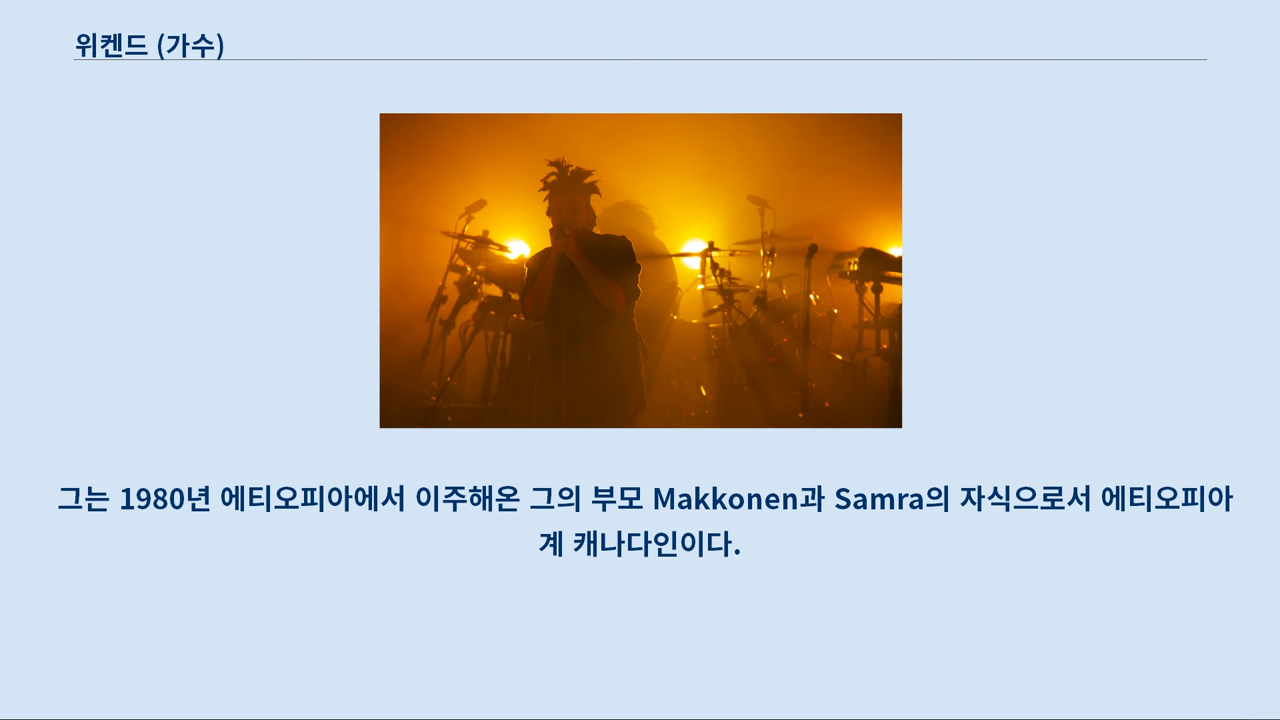 위켄드 (가수)
그는 1980년 에티오피아에서 이주해온 그의 부모 Makkonen과 Samra의 자식으로서 에티오피아
계 캐나다인이다.